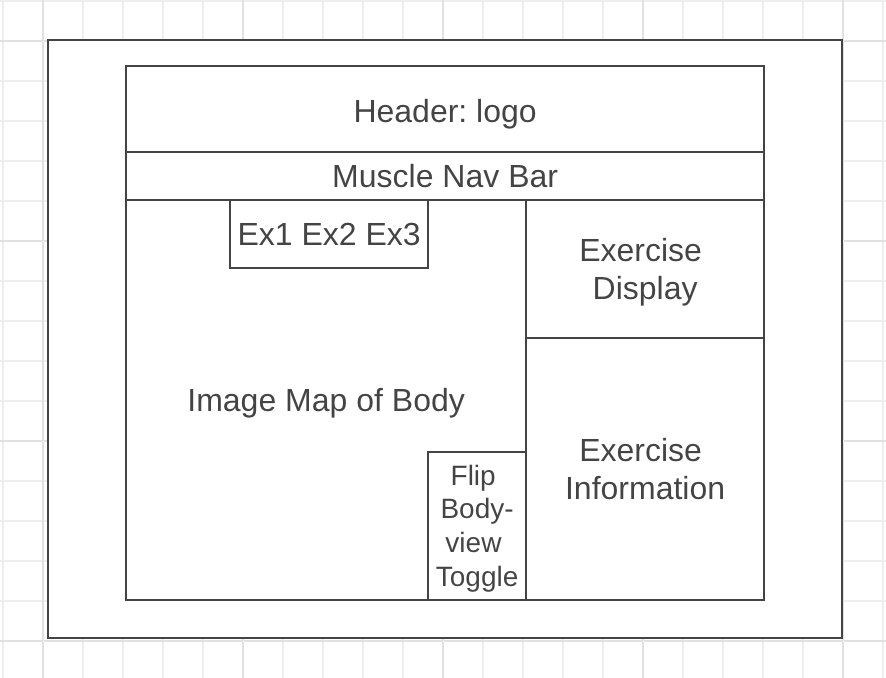 Header: logo
Muscle Nav Bar
Ex1 Ex2 Ex3
Exercise
Display
Image Map of Body
Exercise
Information
Flip
Body-
view
Toggle